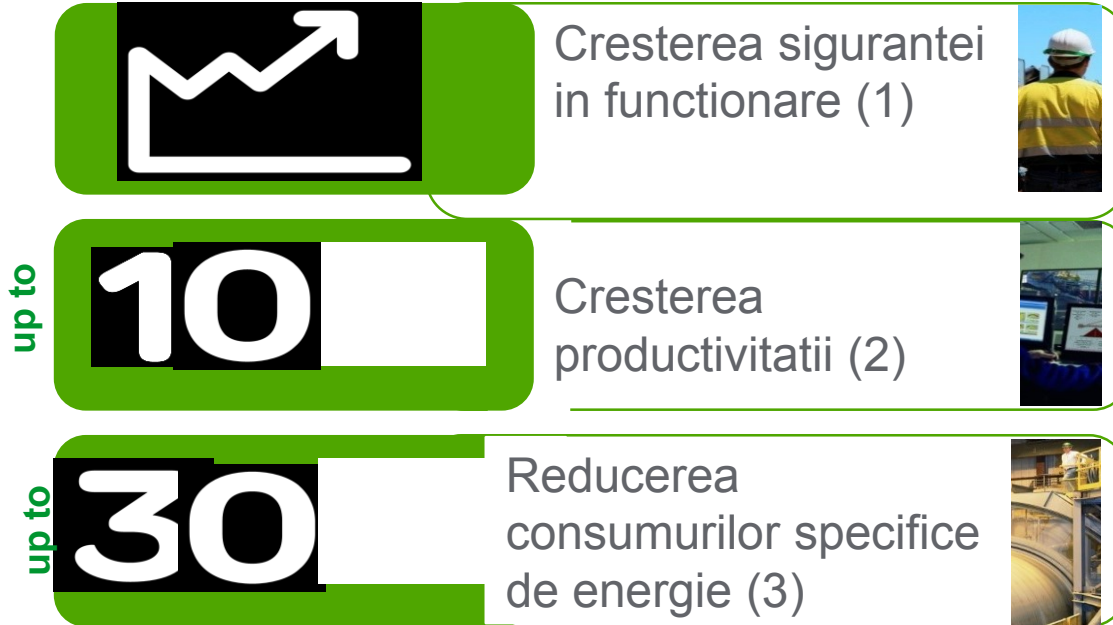 Cresterea sigurantei
in functionare (1)
up to
10
Cresterea
productivitatii (2)
up to
30
Reducerea
consumurilor specifice
de energie (3)